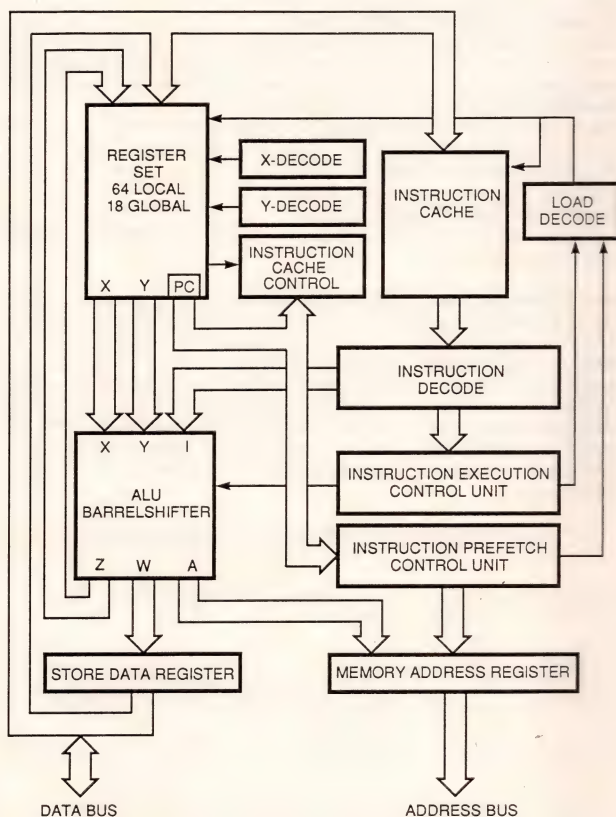 REGISTER
SET
64 LOCAL
18 GLOBAL
X Y PC
X-DECODE
Y-DECODE
INSTRUCTION
CACHE
CONTROL
INSTRUCTION
CACHE
LOAD
DECODE
INSTRUCTION
DECODE
X Y I
ALU
BARRELSHIFTER
Z W A
INSTRUCTION EXECUTION
CONTROL UNIT
INSTRUCTION PREFETCH
CONTROL UNIT
STORE DATA REGISTER
MEMORY ADDRESS REGISTER
DATA BUS
ADDRESS BUS